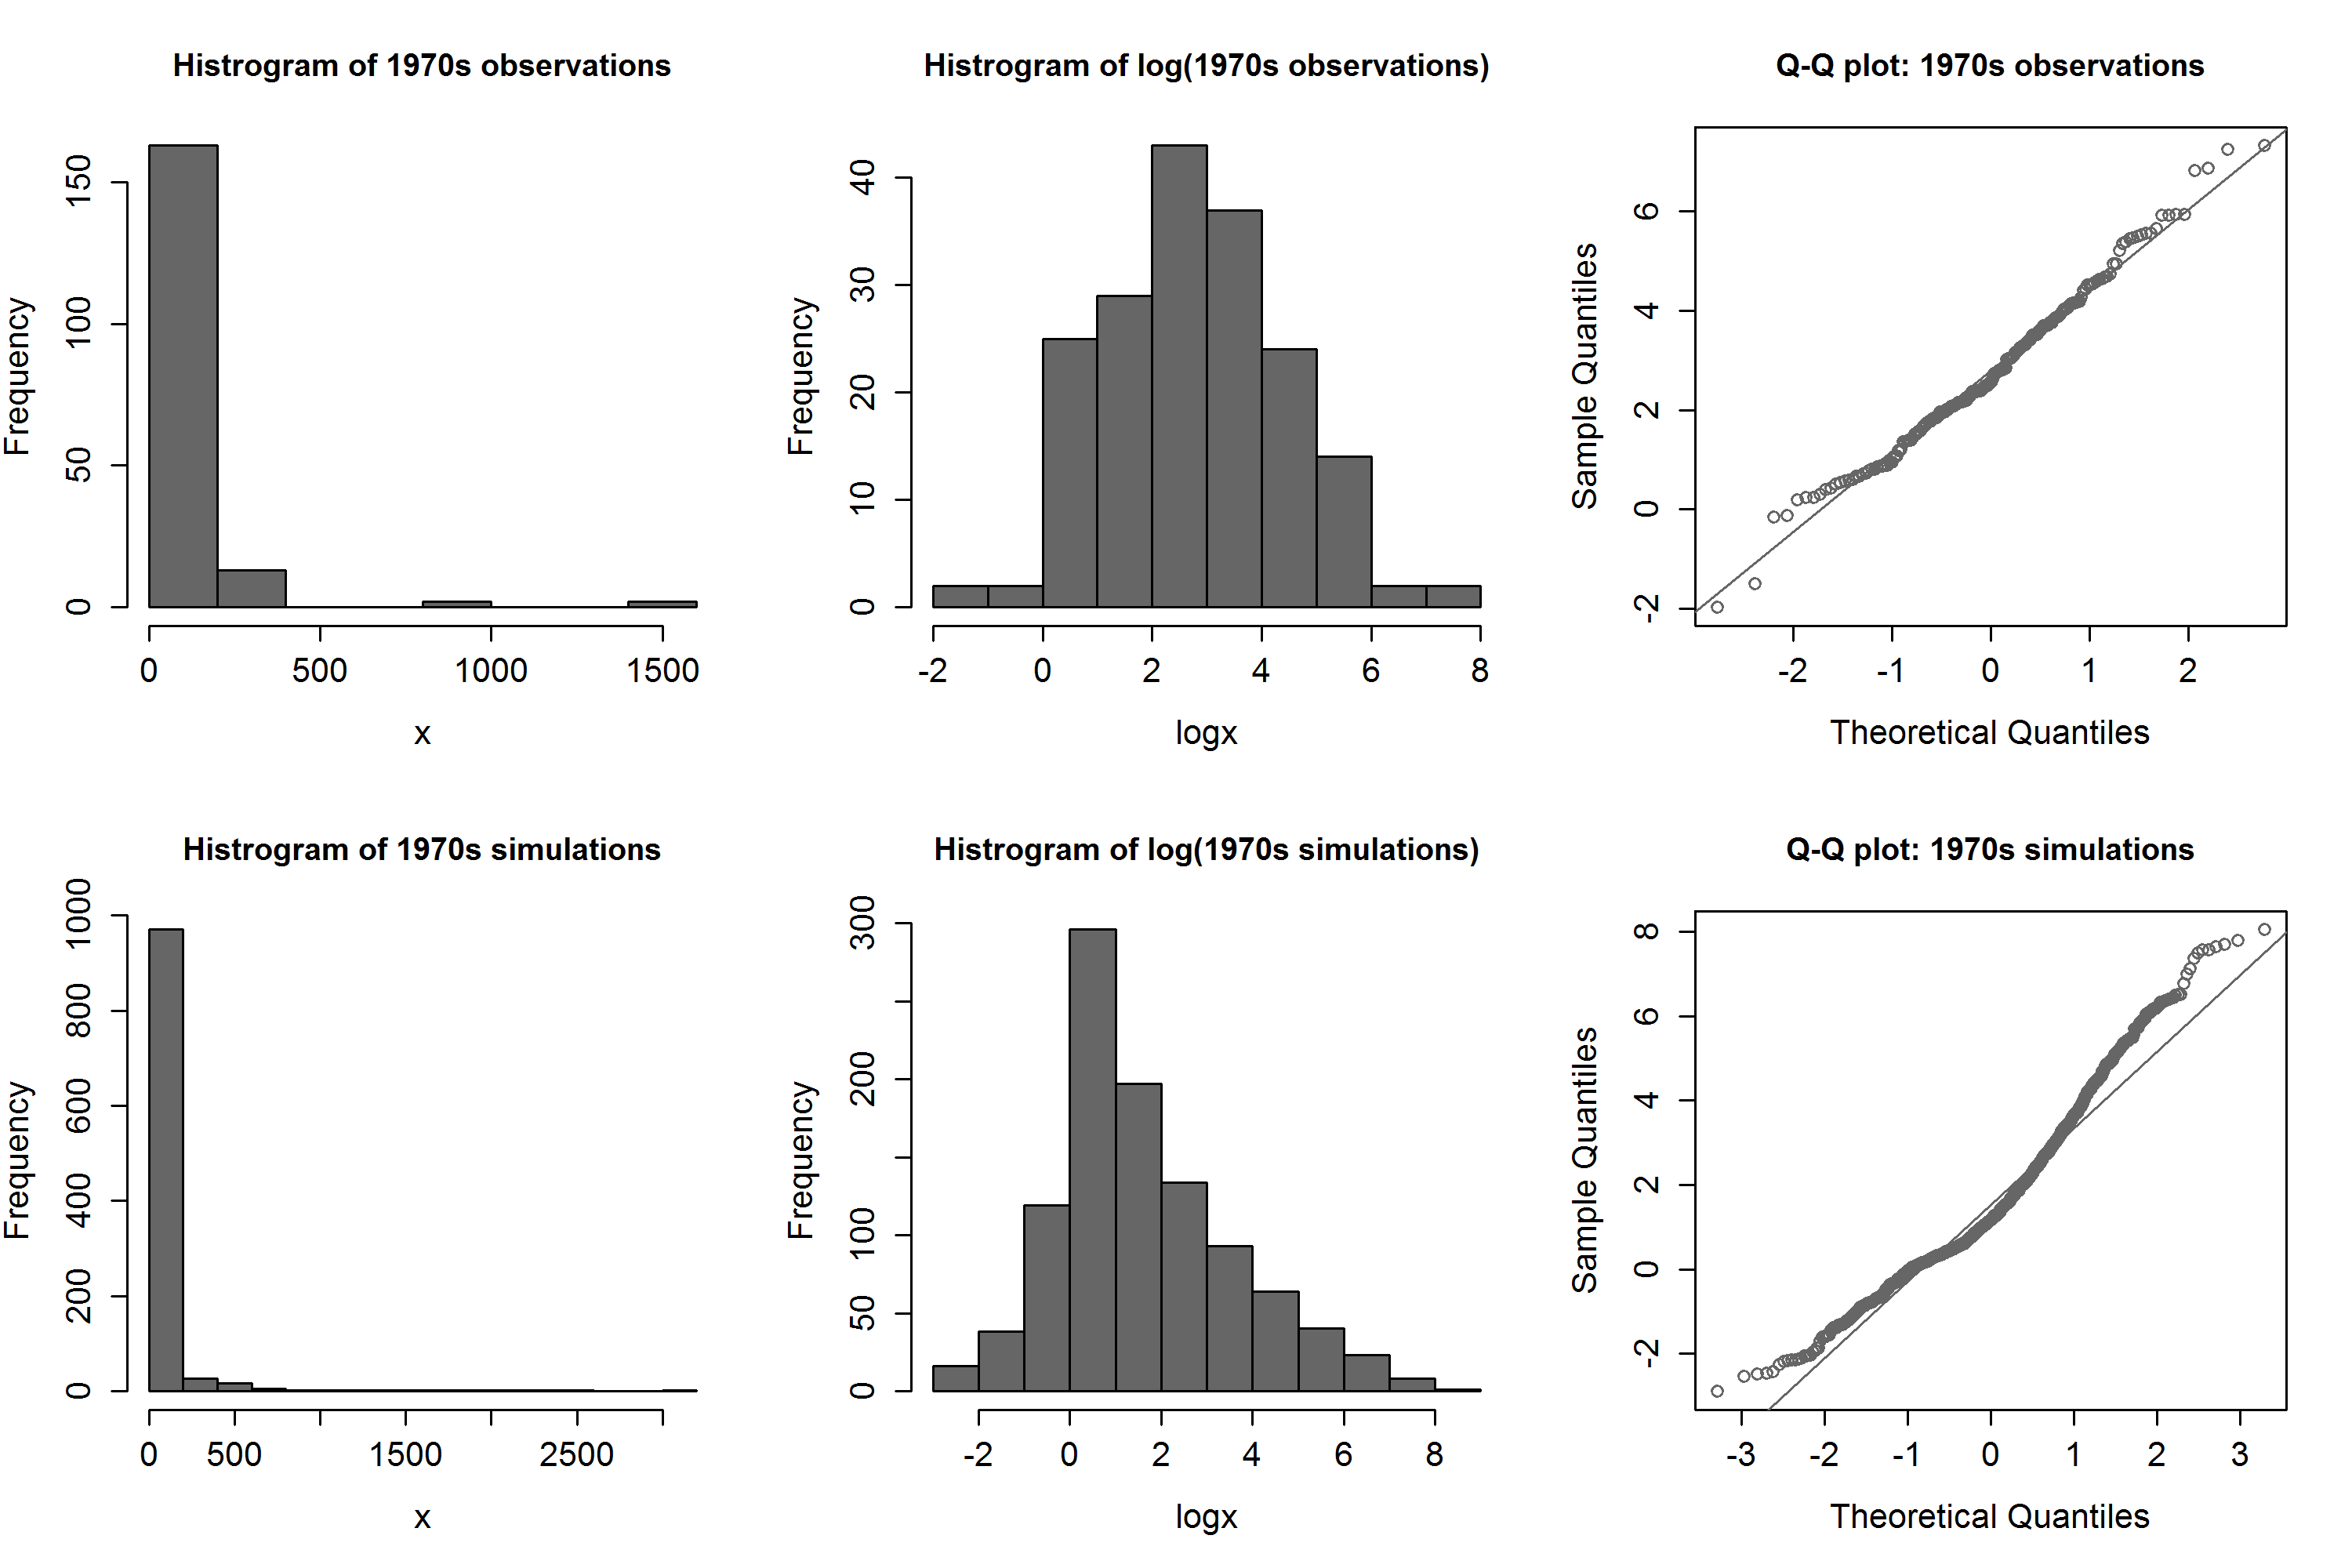 Histrogram of 1970s observations
Frequency
0 50 100 150
0 500 1000 1500
x
Histrogram of log(1970s observations)
Frequency
0 10 20 30 40
-2 0 2 4 6 8
logx
Q-Q plot: 1970s observations
Sample Quantiles
-2 0 2 4 6
-2 -1 0 1 2
Theoretical Quantiles
Histrogram of 1970s simulations
Frequency
0 200 400 600 800 1000
0 500 1500 2500
x
Histrogram of log(1970s simulations)
Frequency
0 50 100 200 300
-2 0 2 4 6 8
logx
Q-Q plot: 1970s simulations
Sample Quantiles
-2 0 2 4 6 8
-3 -2 -1 0 1 2 3
Theoretical Quantiles